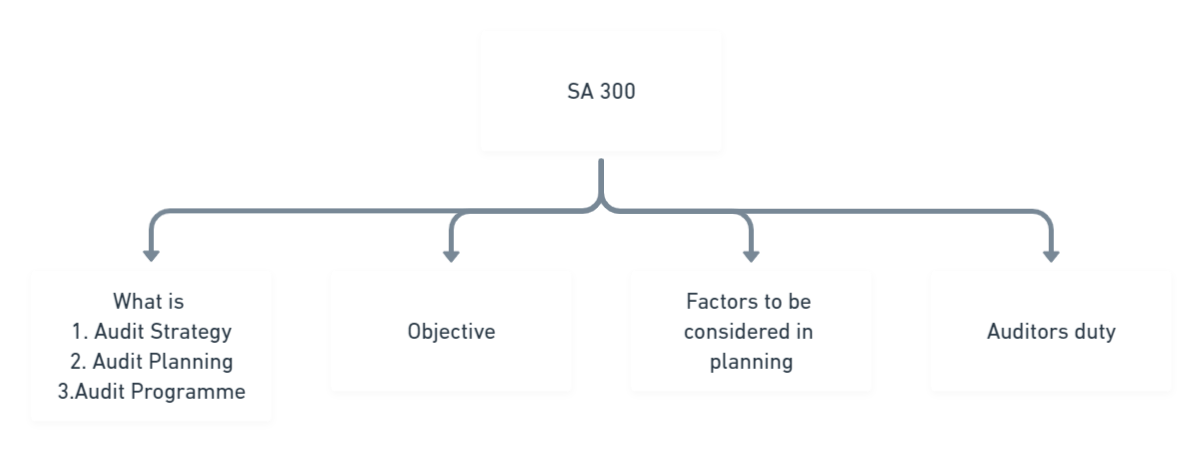 SA 300
What is
1. Audit Strategy
2. Audit Planning
3.Audit Programme
Objective
Factors to be
considered in
planning
Auditors duty